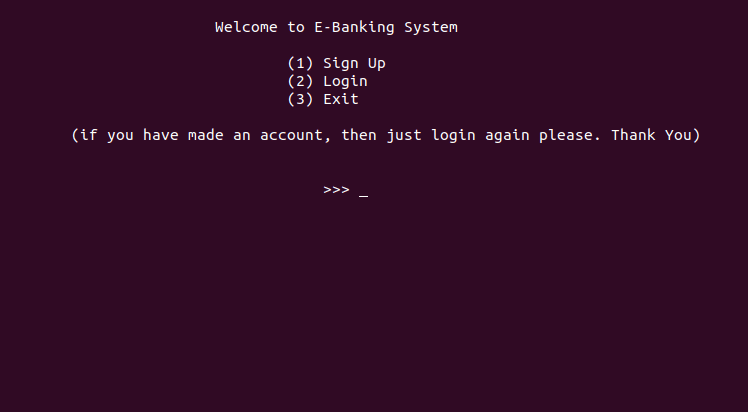 Welcome to E-Banking System
(1) Sign Up
(2) Login
(3) Exit
(if you have made an account, then just login again please. Thank You)
>>> _